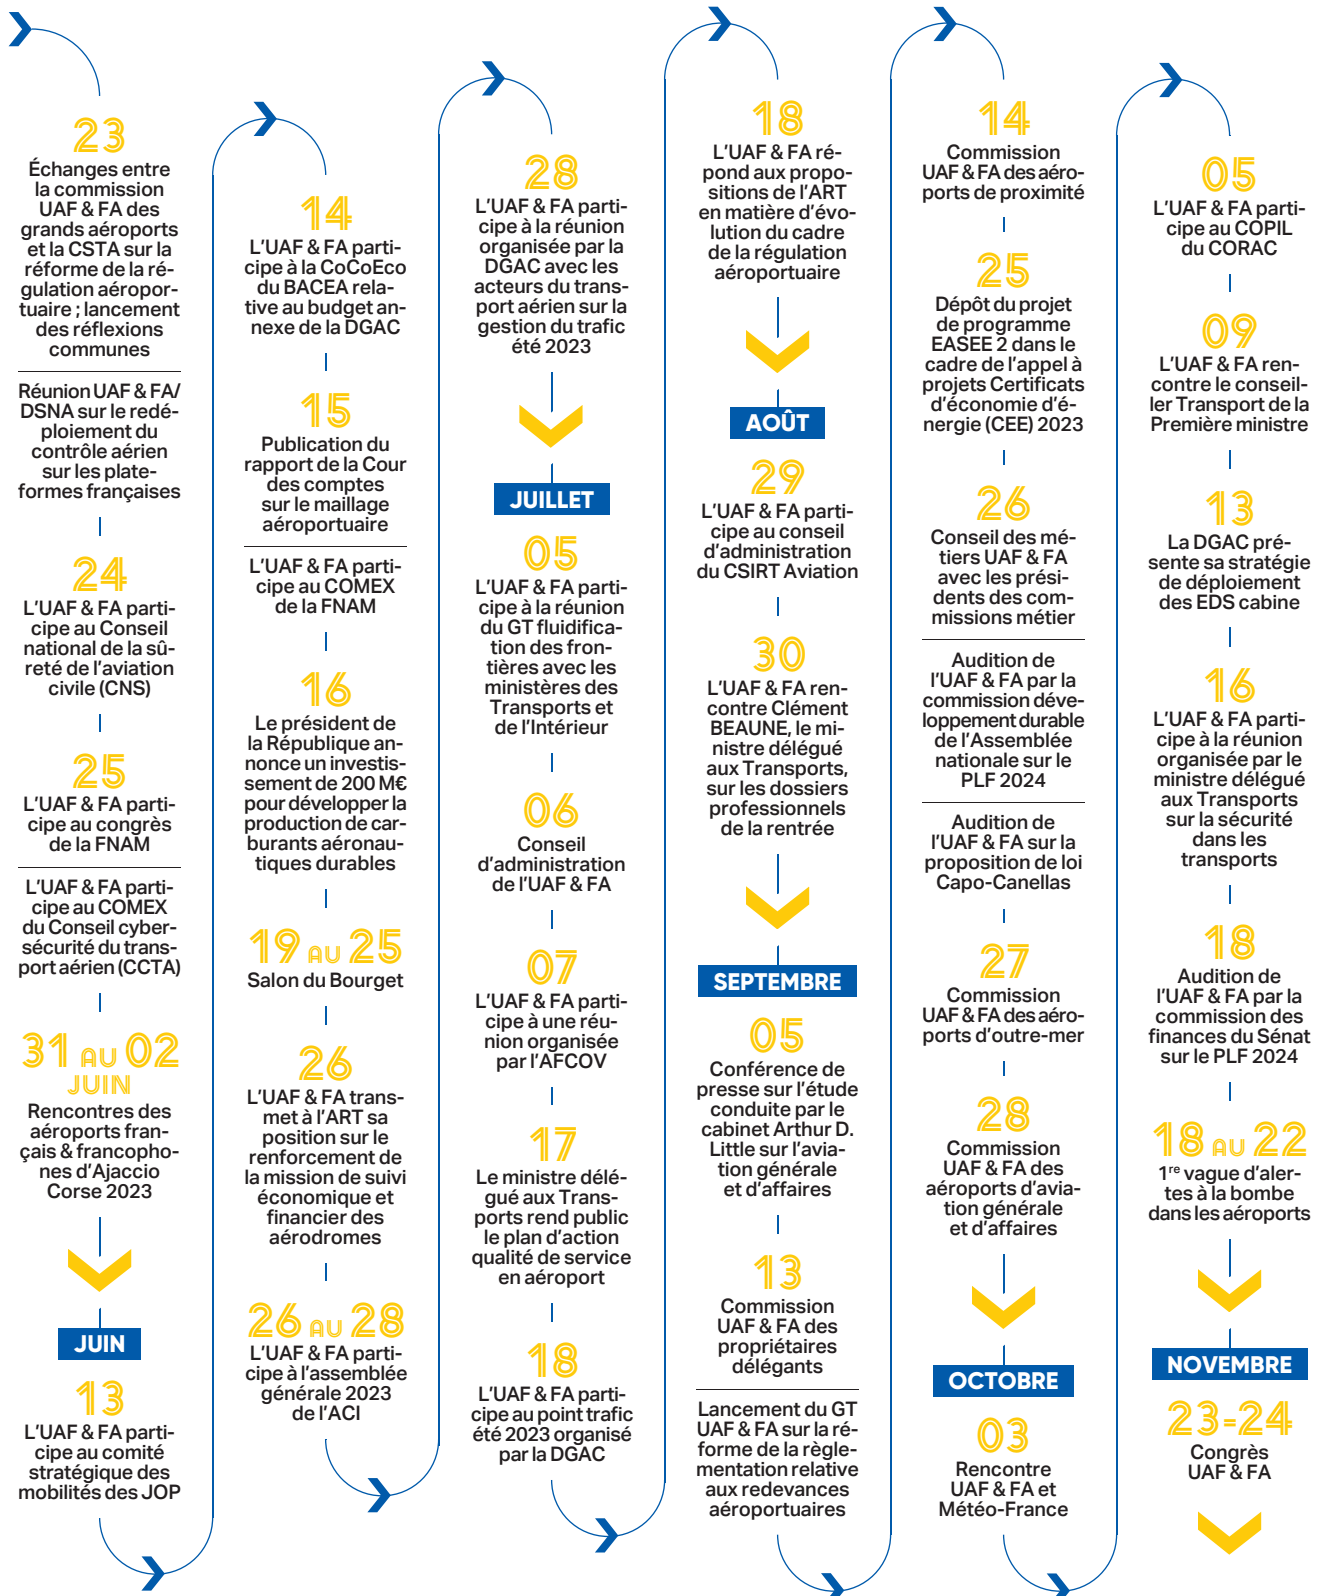 23
Échanges entre
la commission
UAF & FA des
grands aéroports
et la CSTA sur la
réforme de la ré-
gulation aéropor-
tuaire ; lancement
des réflexions
communes
Réunion UAF & FA/
DSNA sur le redé-
ploiement du
contrôle aérien
sur les plate-
formes françaises
24
L'UAF & FA parti-
cipe au Conseil
national de la sû-
reté de l'aviation
civile (CNS)
25
L'UAF & FA parti-
cipe au congrès
de la FNAM
L'UAF & FA parti-
cipe au COMEX
du Conseil cyber-
sécurité du trans-
port aérien (CCTA)
31 AU 02
JUIN
Rencontres des
aéroports fran-
çais & francopho-
nes d'Ajaccio
Corse 2023
JUIN
13
L'UAF & FA parti-
cipe au comité
stratégique des
mobilités des JOP
14
L'UAF & FA parti-
cipe à la CoCoEco
du BACEA rela-
tive au budget an-
nexe de la DGAC
15
Publication du
rapport de la Cour
des comptes
sur le maillage
aéroportuaire
L'UAF & FA parti-
cipe au COMEX
de la FNAM
16
Le président de
la République an-
nonce un investis-
sement de 200 M€
pour développer la
production de car-
burants aéronau-
tiques durables
19 AU 25
Salon du Bourget
26
L'UAF & FA trans-
met à l'ART sa
position sur le
renforcement de
la mission de suivi
économique et
financier des
aérodromes
26 AU 28
L'UAF & FA parti-
cipe à l'assemblée
générale 2023
de l'ACI
28
L'UAF & FA parti-
cipe à la réunion
organisée par la
DGAC avec les
acteurs du trans-
port aérien sur la
gestion du trafic
été 2023
JUILLET
05
L'UAF & FA parti-
cipe à la réunion
du GT fluidifica-
tion des fron-
tières avec les
ministères des
Transports et
de l'Intérieur
06
Conseil
d'administration
de l'UAF & FA
07
L'UAF & FA parti-
cipe à une réu-
nion organisée
par l'AFCOV
17
Le ministre délé-
gué aux Trans-
ports rend public
le plan d'action
qualité de service
en aéroport
18
L'UAF & FA parti-
cipe au point trafic
été 2023 organisé
par la DGAC
18
L'UAF & FA ré-
pond aux propo-
sitions de l'ART
en matière d'évo-
lution du cadre
de la régulation
aéroportuaire
AOÛT
29
L'UAF & FA parti-
cipe au conseil
d'administration
du CSIRT Aviation
30
L'UAF & FA ren-
contre Clément
BEAUNE, le mi-
nistre délégué
aux Transports,
sur les dossiers
professionnels
de la rentrée
SEPTEMBRE
05
Conférence de
presse sur l'étude
conduite par le
cabinet Arthur D.
Little sur l'avia-
tion générale
et d'affaires
13
Commission
UAF & FA des
propriétaires
délégants
Lancement du GT
UAF & FA sur la ré-
forme de la règle-
mentation relative
aux redevances
aéroportuaires
14
Commission
UAF & FA des aéro-
ports de proximité
25
Dépôt du projet
de programme
EASEE 2 dans le
cadre de l'appel à
projets Certificats
d'économie d'é-
nergie (CEE) 2023
26
Conseil des mé-
tiers UAF & FA
avec les prési-
dents des com-
missions métier
Audition de
l'UAF & FA par la
commission déve-
loppement durable
de l'Assemblée
nationale sur le
PLF 2024
Audition de
l'UAF & FA sur la
proposition de loi
Capo-Canellas
27
Commission
UAF & FA des aéro-
ports d'outre-mer
28
Commission
UAF & FA des
aéroports d'avia-
tion générale
et d'affaires
OCTOBRE
03
Rencontre
UAF & FA et
Météo-France
05
L'UAF & FA parti-
cipe au COPIL
du CORAC
09
L'UAF & FA ren-
contre le conseil-
ler Transport de la
Première ministre
13
La DGAC pré-
sente sa stratégie
de déploiement
des EDS cabine
16
L'UAF & FA parti-
cipe à la réunion
organisée par le
ministre délégué
aux Transports
sur la sécurité
dans les
transports
18
Audition de
l'UAF & FA par la
commission des
finances du Sénat
sur le PLF 2024
18 AU 22
1re vague d'aler-
tes à la bombe
dans les aéroports
NOVEMBRE
23-24
Congrès
UAF & FA